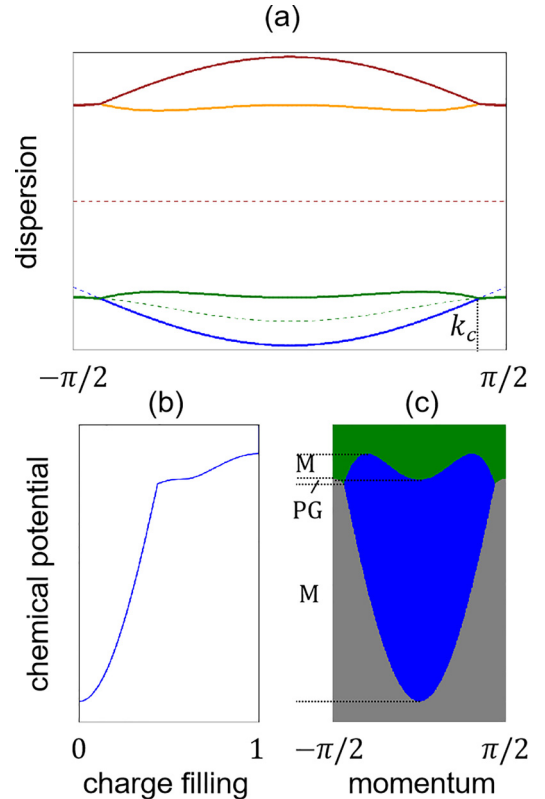 (a)
dispersion
k_c
−π/2
π/2
(b)
(c)
chemical potential
M
PG
M
0
1
−π/2
π/2
charge filling
momentum